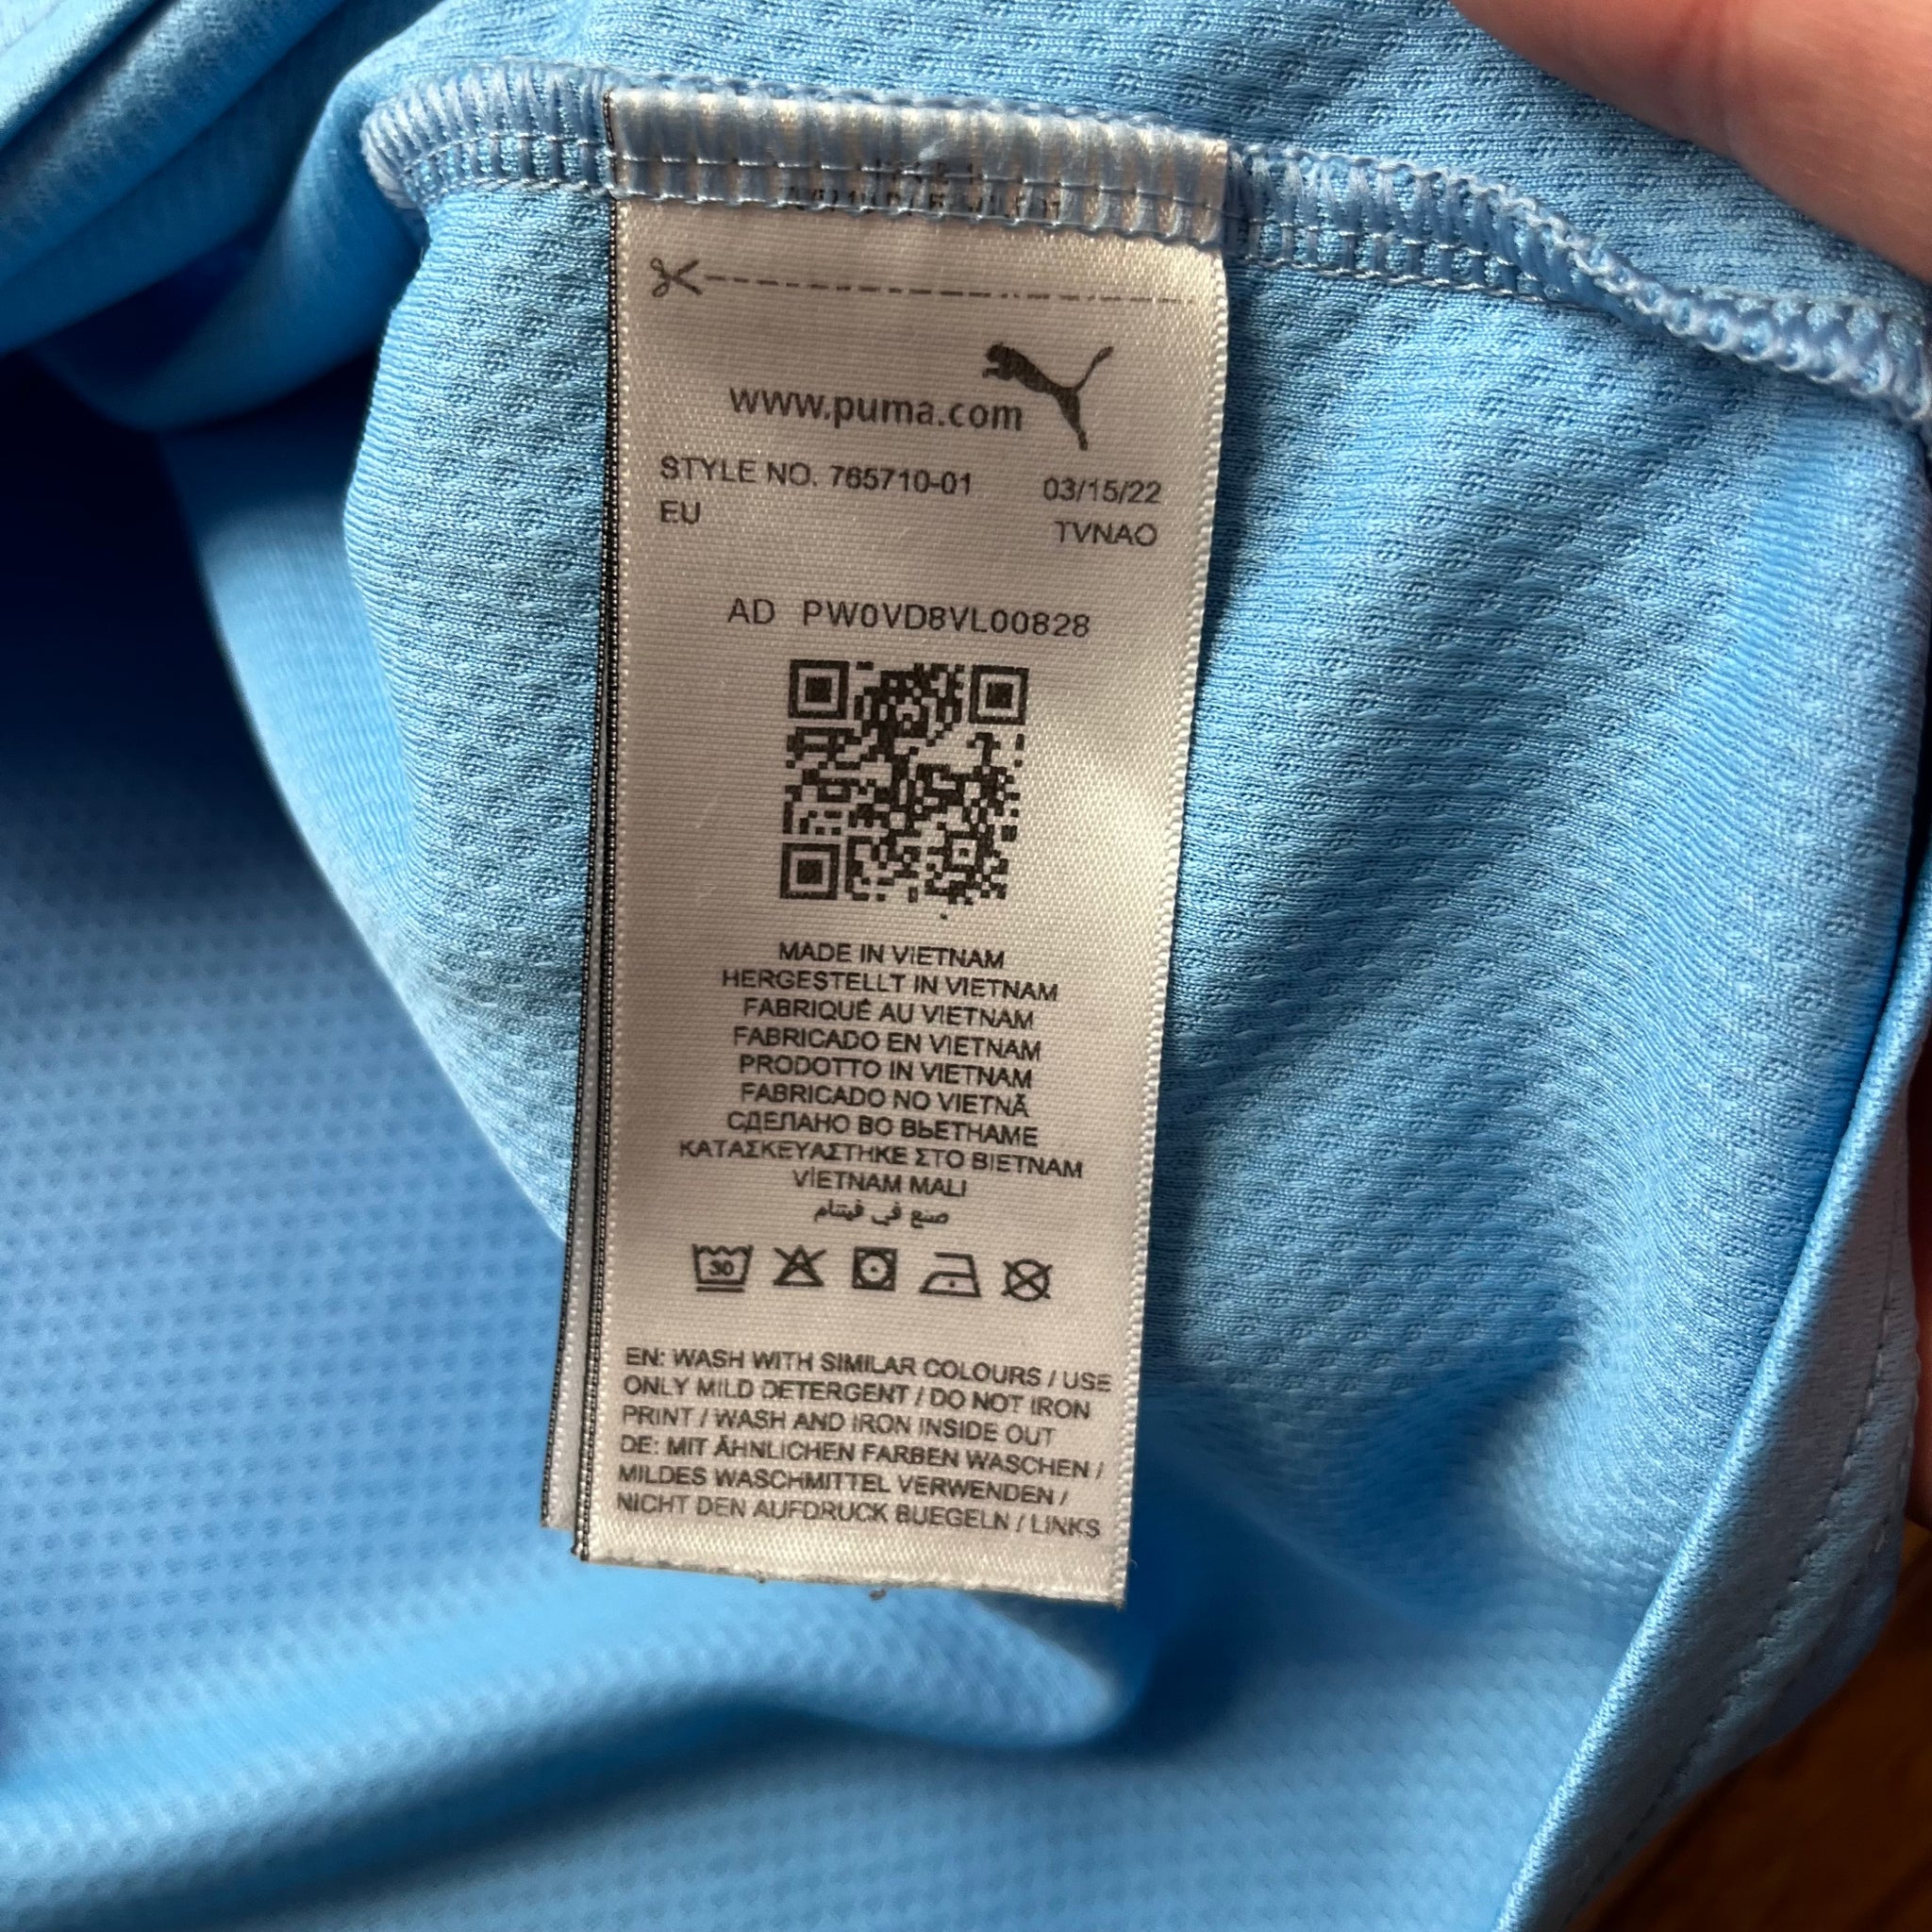 www.puma.com
STYLE NO. 765710-01 03/15/22
EU TVNAO
AD PW0VD8VL00828
MADE IN VIETNAM
HERGESTELLT IN VIETNAM
FABRIQUÉ AU VIETNAM
FABRICADO EN VIETNAM
PRODOTTO IN VIETNAM
FABRICADO NO VIETNÃ
СДЕЛАНО ВО ВЬЕТНАМЕ
ΚΑΤΑΣΚΕΥΑΣΤΗΚΕ ΣΤΟ ΒΙΕΤΝΑΜ
VİETNAM MALI
صنع في فيتنام
30
EN: WASH WITH SIMILAR COLOURS / USE
ONLY MILD DETERGENT / DO NOT IRON
PRINT / WASH AND IRON INSIDE OUT
DE: MIT ÄHNLICHEN FARBEN WASCHEN /
MILDES WASCHMITTEL VERWENDEN /
NICHT DEN AUFDRUCK BUEGELN / LINKS